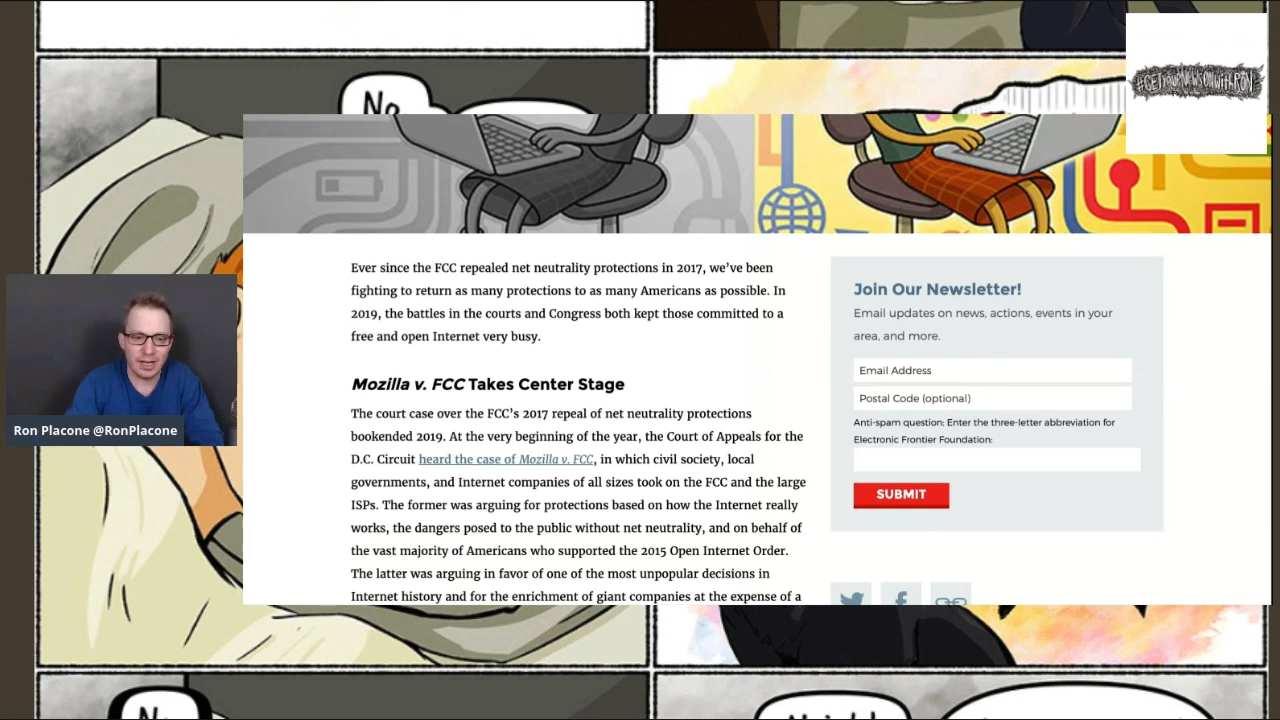 No
#GETYOURNEWSONWITHRON
Ever since the FCC repealed net neutrality protections in 2017, we've been
fighting to return as many protections to as many Americans as possible. In
2019, the battles in the courts and Congress both kept those committed to a
free and open Internet very busy.
Mozilla v. FCC Takes Center Stage
The court case over the FCC's 2017 repeal of net neutrality protections
bookended 2019. At the very beginning of the year, the Court of Appeals for the
D.C. Circuit heard the case of Mozilla v. FCC, in which civil society, local
governments, and Internet companies of all sizes took on the FCC and the large
ISPs. The former was arguing for protections based on how the Internet really
works, the dangers posed to the public without net neutrality, and on behalf of
the vast majority of Americans who supported the 2015 Open Internet Order.
The latter was arguing in favor of one of the most unpopular decisions in
Internet history and for the enrichment of giant companies at the expense of a
Join Our Newsletter!
Email updates on news, actions, events in your
area, and more.
Email Address
Postal Code (optional)
Anti-spam question: Enter the three-letter abbreviation for
Electronic Frontier Foundation:
SUBMIT
Ron Placone @RonPlacone